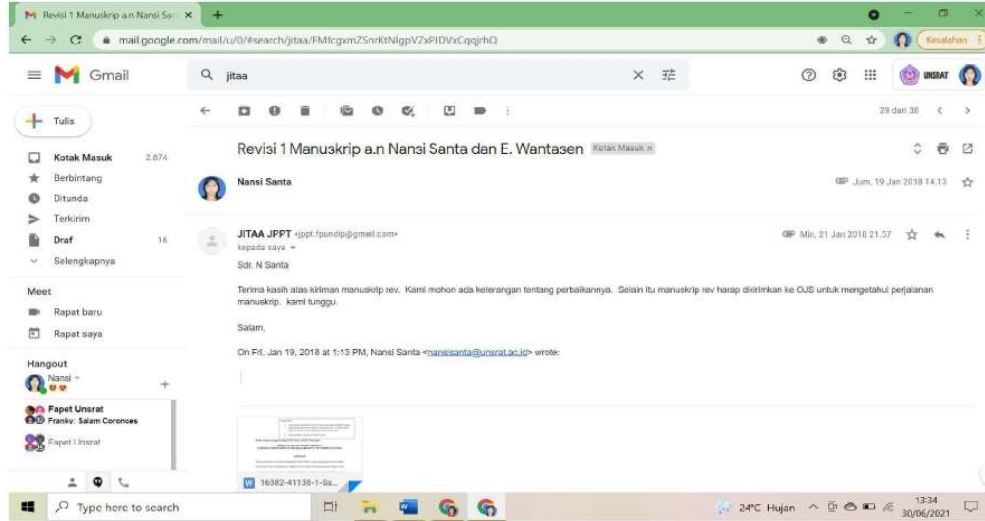 Revisi 1 Manuskrip a.n Nansi San
mail.google.com/mail/u/0/#search/jitaa/
Kesalahan
Gmail
jitaa
UNSRAT
Tulis
29 dari 38
Revisi 1 Manuskrip a.n Nansi Santa dan E. Wantasen Kotak Masuk x
Kotak Masuk 2.874
Berbintang
Ditunda
Terkirim
Draf 16
Selengkapnya
Nansi Santa Jum, 19 Jan 2018 14.13
JITAA JPPT <jppt.fpundip@gmail.com> Min, 21 Jan 2018 21.57
kepada saya
Sdr. N Santa
Terima kasih atas kiriman manuskrip rev. Kami mohon ada keterangan tentang perbaikannya. Selain itu manuskrip rev harap dikirimkan ke OJS untuk mengetahui perjalanan
manuskrip. kami tunggu.
Salam,
On Fri, Jan 19, 2018 at 1:13 PM, Nansi Santa <nansisanta@unsrat.ac.id> wrote:
Meet
Rapat baru
Rapat saya
Hangout
Nansi
Fapet Unsrat
Franky: Salam Coronces
Fapet Unsrat
16382-41138-1-Sa...
Type here to search
24°C Hujan
13:34
30/06/2021